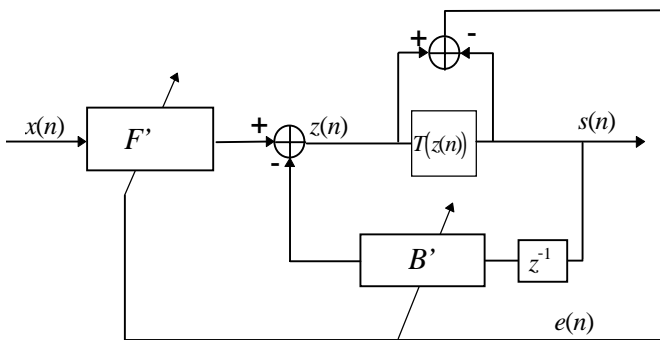 + -
x(n) F’ + z(n) T(z(n)) s(n)
-
B’ z⁻¹
e(n)